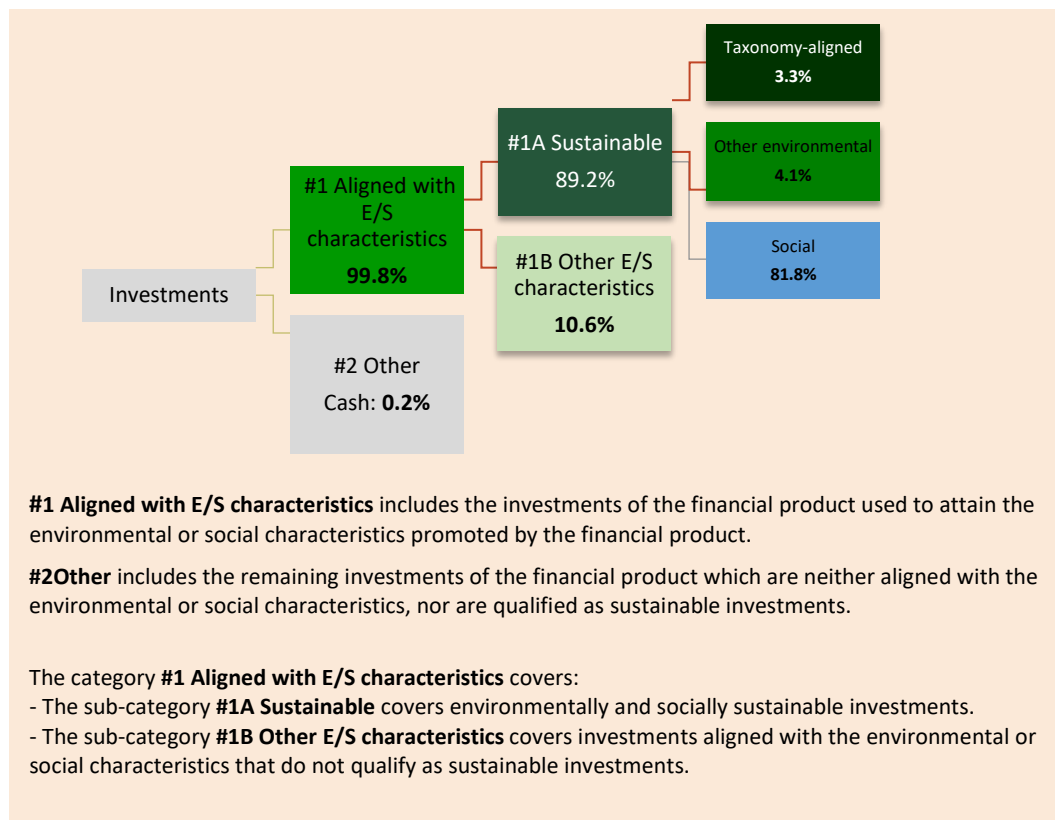 Investments
#1 Aligned with
E/S
characteristics
99.8%
#2 Other
Cash: 0.2%
#1A Sustainable
89.2%
#1B Other E/S
characteristics
10.6%
Taxonomy-aligned
3.3%
Other environmental
4.1%
Social
81.8%
#1 Aligned with E/S characteristics includes the investments of the financial product used to attain the
environmental or social characteristics promoted by the financial product.
#2Other includes the remaining investments of the financial product which are neither aligned with the
environmental or social characteristics, nor are qualified as sustainable investments.
The category #1 Aligned with E/S characteristics covers:
- The sub-category #1A Sustainable covers environmentally and socially sustainable investments.
- The sub-category #1B Other E/S characteristics covers investments aligned with the environmental or
social characteristics that do not qualify as sustainable investments.